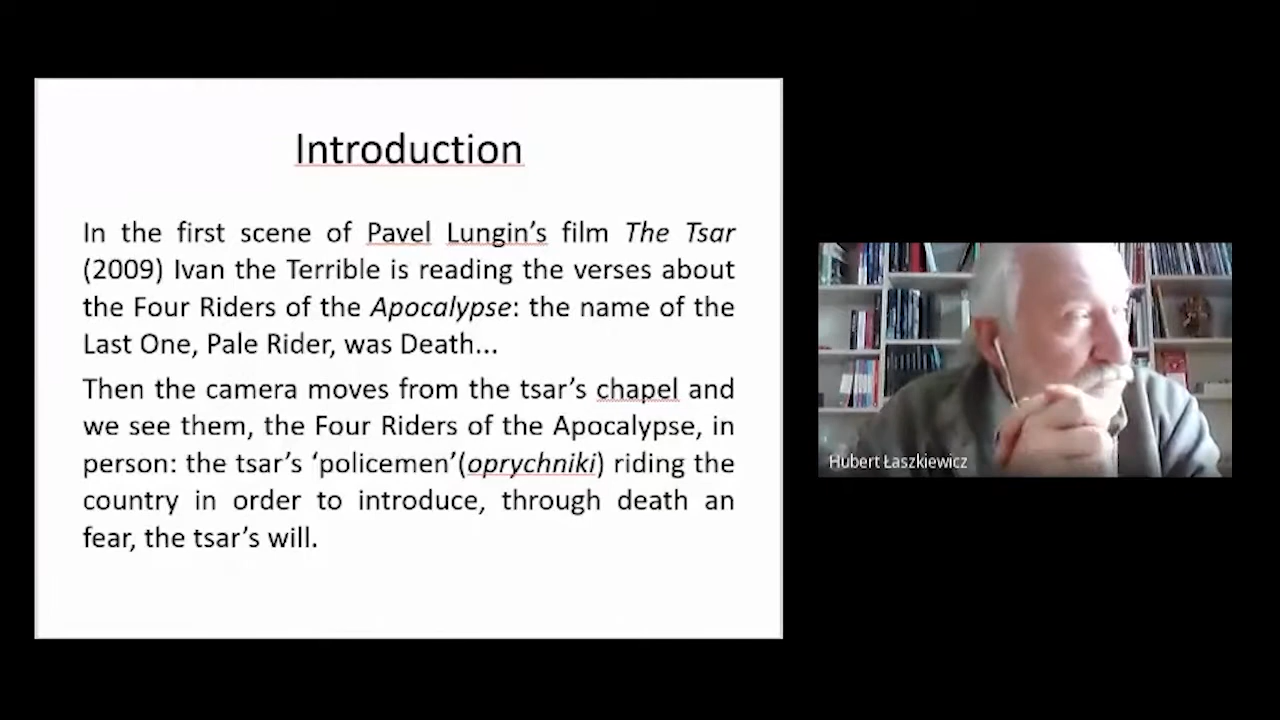 Introduction
In the first scene of Pavel Lungin's film The Tsar
(2009) Ivan the Terrible is reading the verses about
the Four Riders of the Apocalypse: the name of the
Last One, Pale Rider, was Death...
Then the camera moves from the tsar's chapel and
we see them, the Four Riders of the Apocalypse, in
person: the tsar's ‘policemen’(oprychniki) riding the
country in order to introduce, through death an
fear, the tsar's will.
Hubert Łaszkiewicz